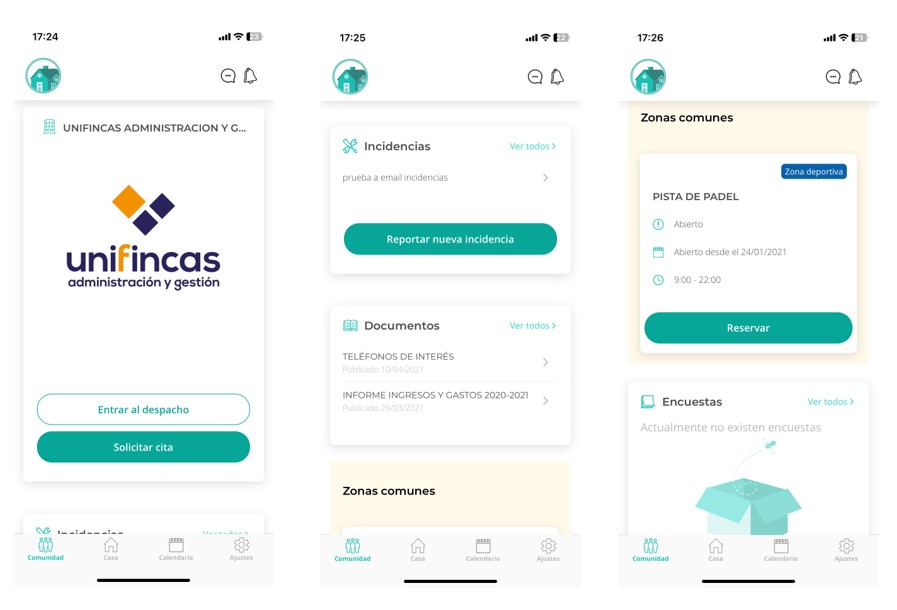 17:24
23
UNIFINCAS ADMINISTRACION Y G...
unifincas
administración y gestión
Entrar al despacho
Solicitar cita
Incidencias
Ver todos >
Comunidad
Casa
Calendario
Ajustes
17:25
22
Incidencias
Ver todos >
prueba a email incidencias
Reportar nueva incidencia
Documentos
Ver todos >
TELÉFONOS DE INTERÉS
Publicado 10/04/2021
INFORME INGRESOS Y GASTOS 2020-2021
Publicado 29/03/2021
Zonas comunes
Comunidad
Casa
Calendario
Ajustes
17:26
21
Zonas comunes
Zona deportiva
PISTA DE PADEL
Abierto
Abierto desde el 24/01/2021
9:00 - 22:00
Reservar
Encuestas
Ver todos >
Actualmente no existen encuestas
Comunidad
Casa
Calendario
Ajustes